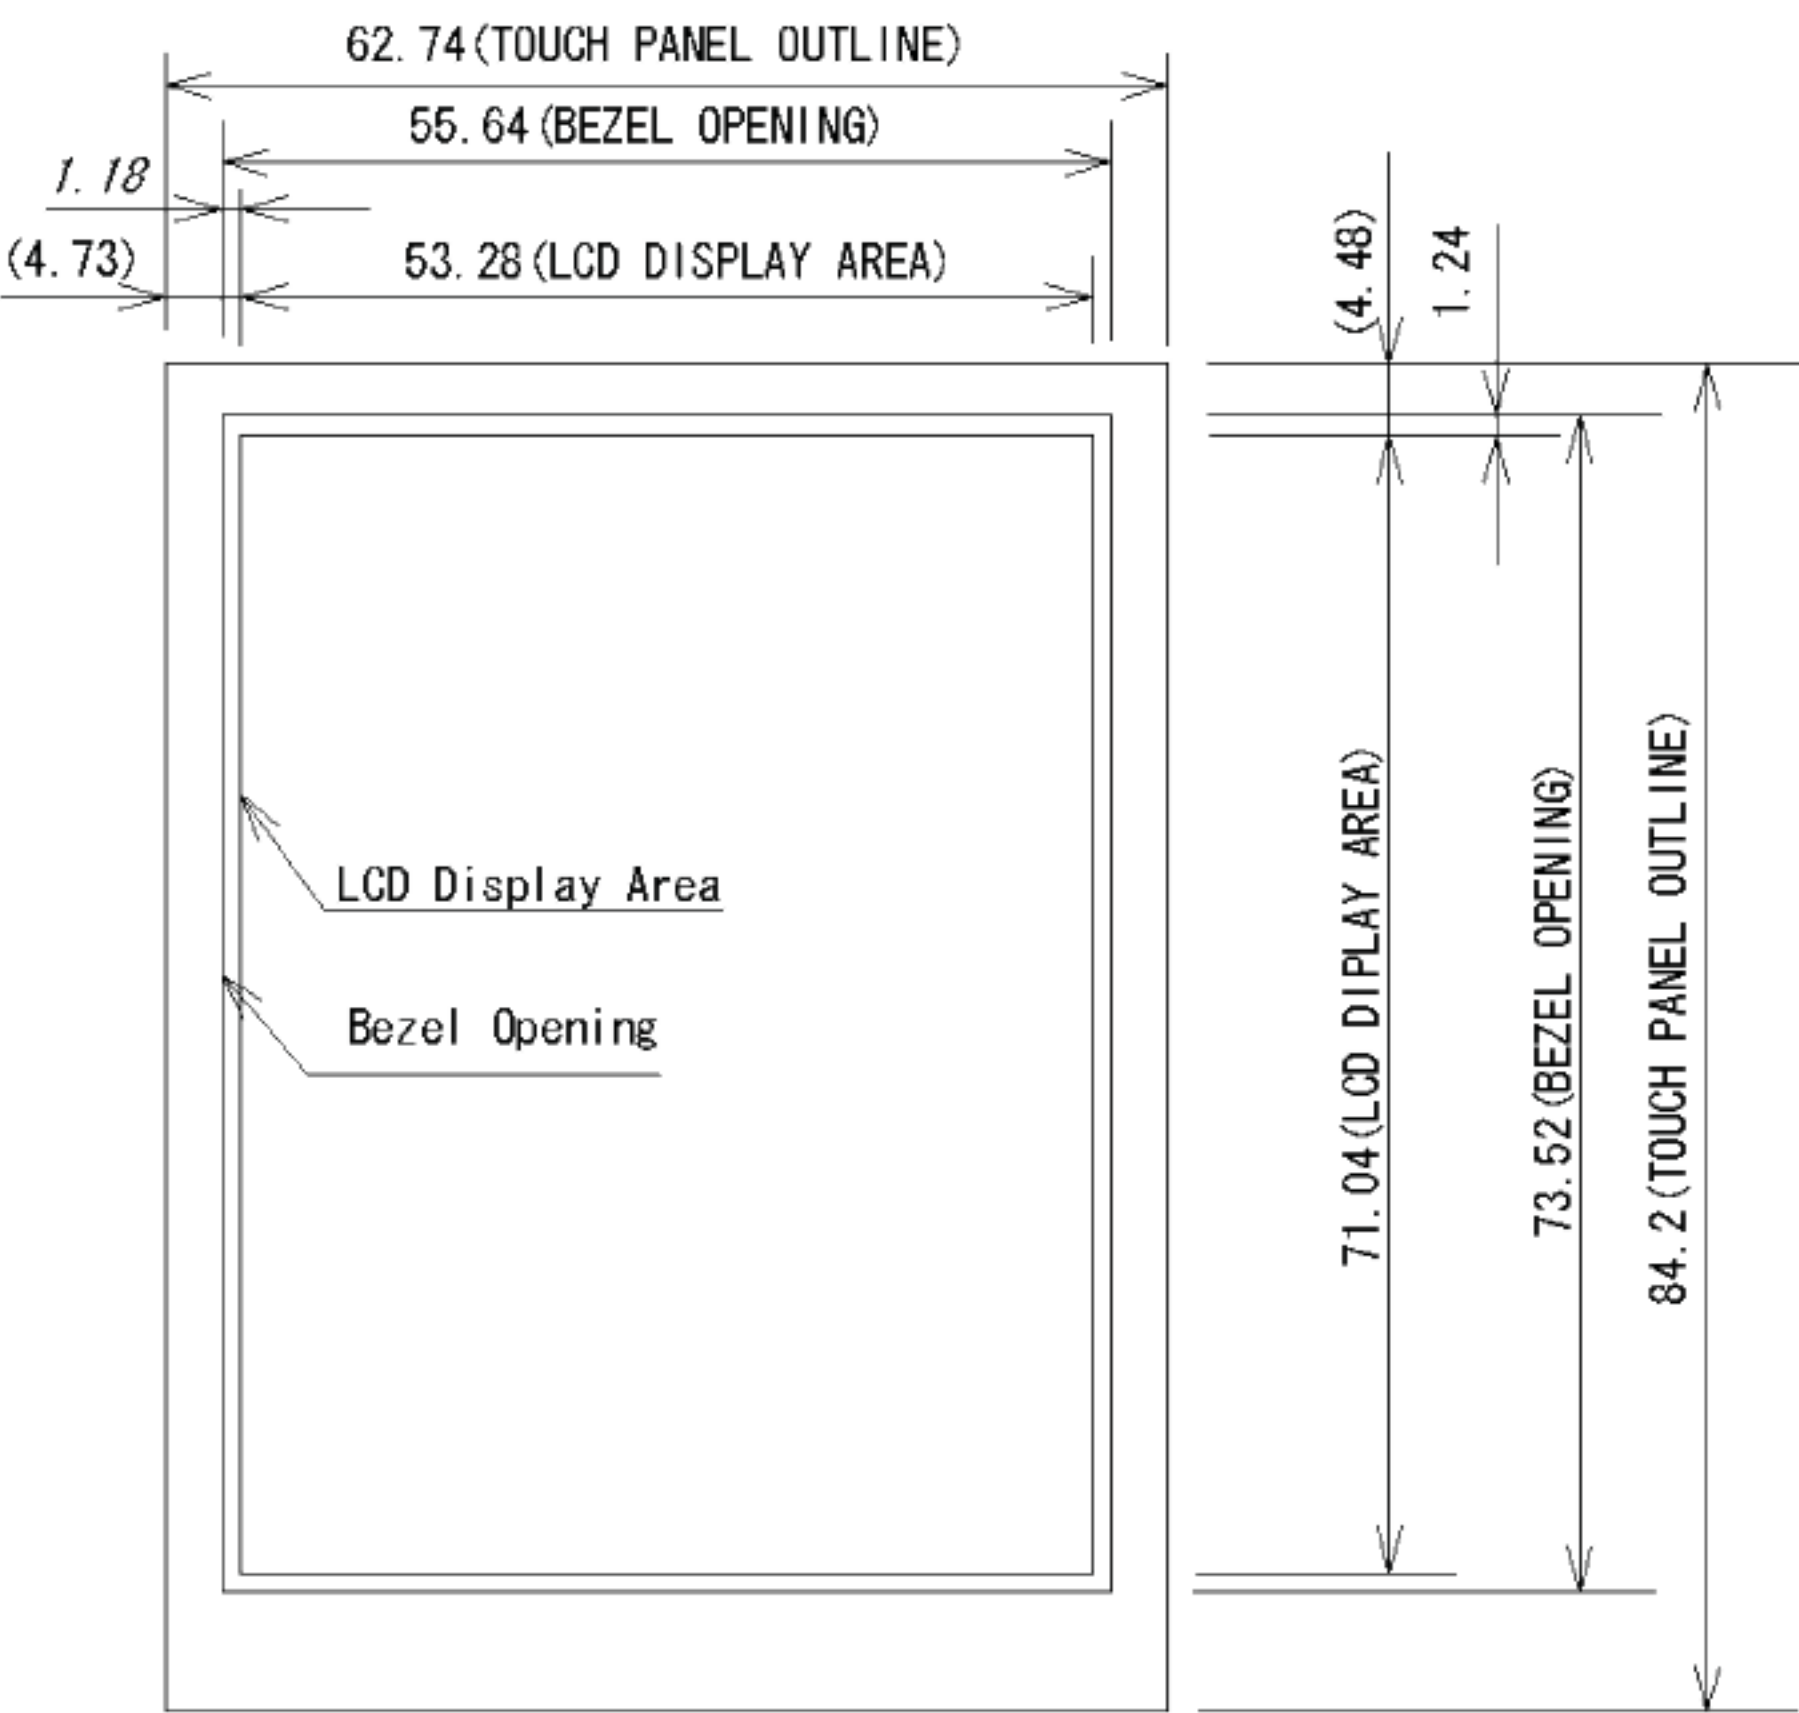 62.74(TOUCH PANEL OUTLINE)
55.64(BEZEL OPENING)
1.18
(4.73)
53.28(LCD DISPLAY AREA)
(4.48)
1.24
LCD Display Area
Bezel Opening
71.04(LCD DIPLAY AREA)
73.52(BEZEL OPENING)
84.2(TOUCH PANEL OUTLINE)